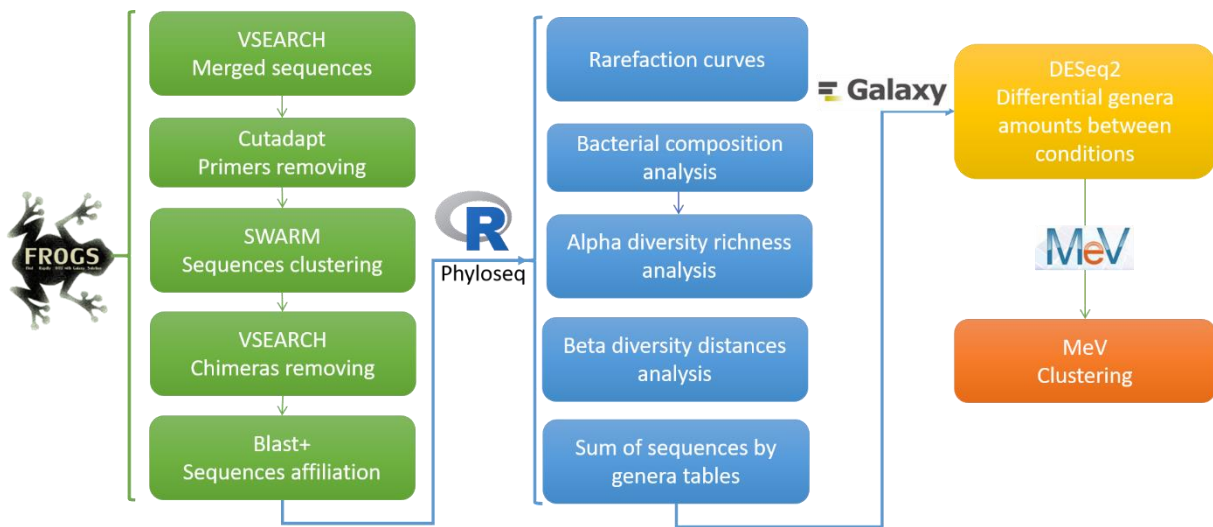 FROGS
VSEARCH
Merged sequences
Cutadapt
Primers removing
SWARM
Sequences clustering
VSEARCH
Chimeras removing
Blast+
Sequences affiliation
R
Phyloseq
Rarefaction curves
Bacterial composition
analysis
Alpha diversity richness
analysis
Beta diversity distances
analysis
Sum of sequences by
genera tables
Galaxy
DESeq2
Differential genera
amounts between
conditions
MeV
MeV
Clustering